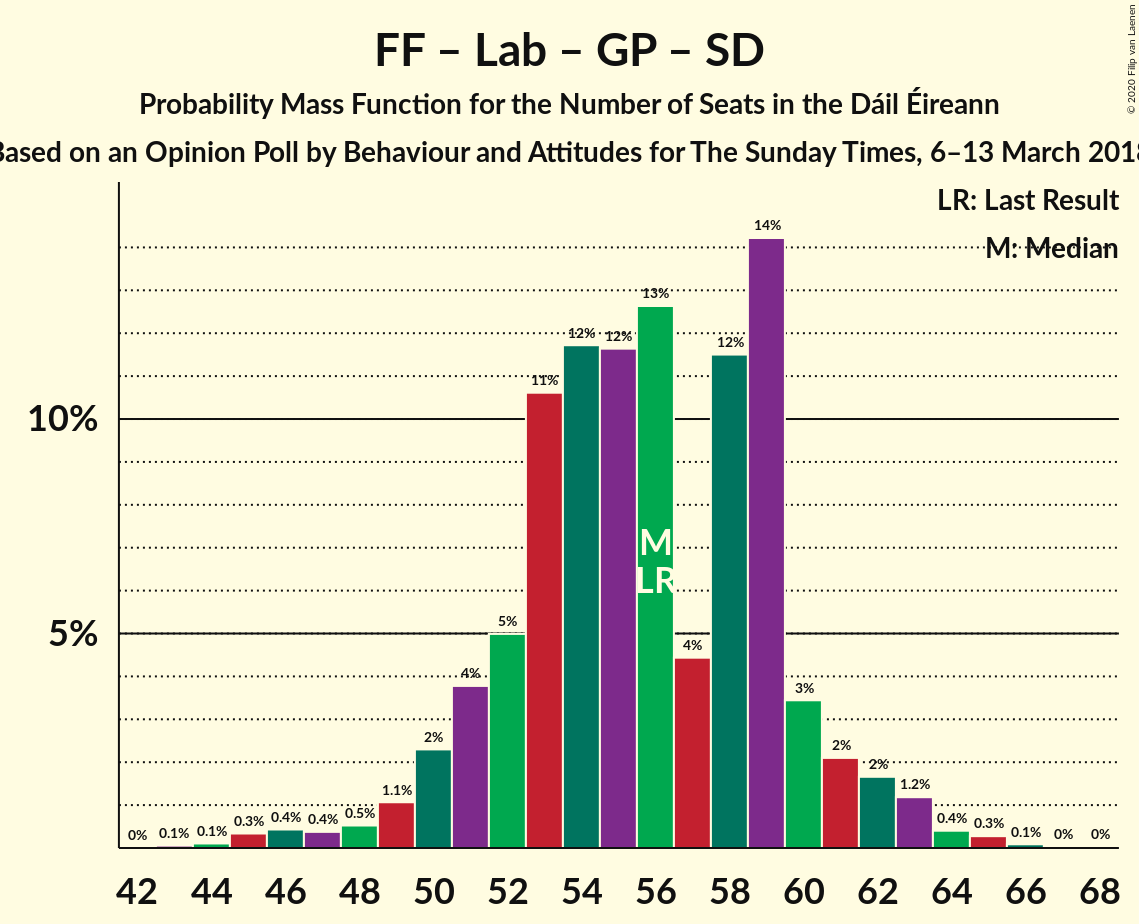 FF – Lab – GP – SD
Probability Mass Function for the Number of Seats in the Dáil Éireann
Based on an Opinion Poll by Behaviour and Attitudes for The Sunday Times, 6–13 March 2018
© 2020 Filip van Laenen
LR: Last Result
M: Median
10%
5%
0% 0.1% 0.1% 0.3% 0.4% 0.4% 0.5% 1.1% 2% 4% 5% 11% 12% 12% 13% 4% 12% 14% 3% 2% 2% 1.2% 0.4% 0.3% 0.1% 0% 0%
M
LR
42 44 46 48 50 52 54 56 58 60 62 64 66 68